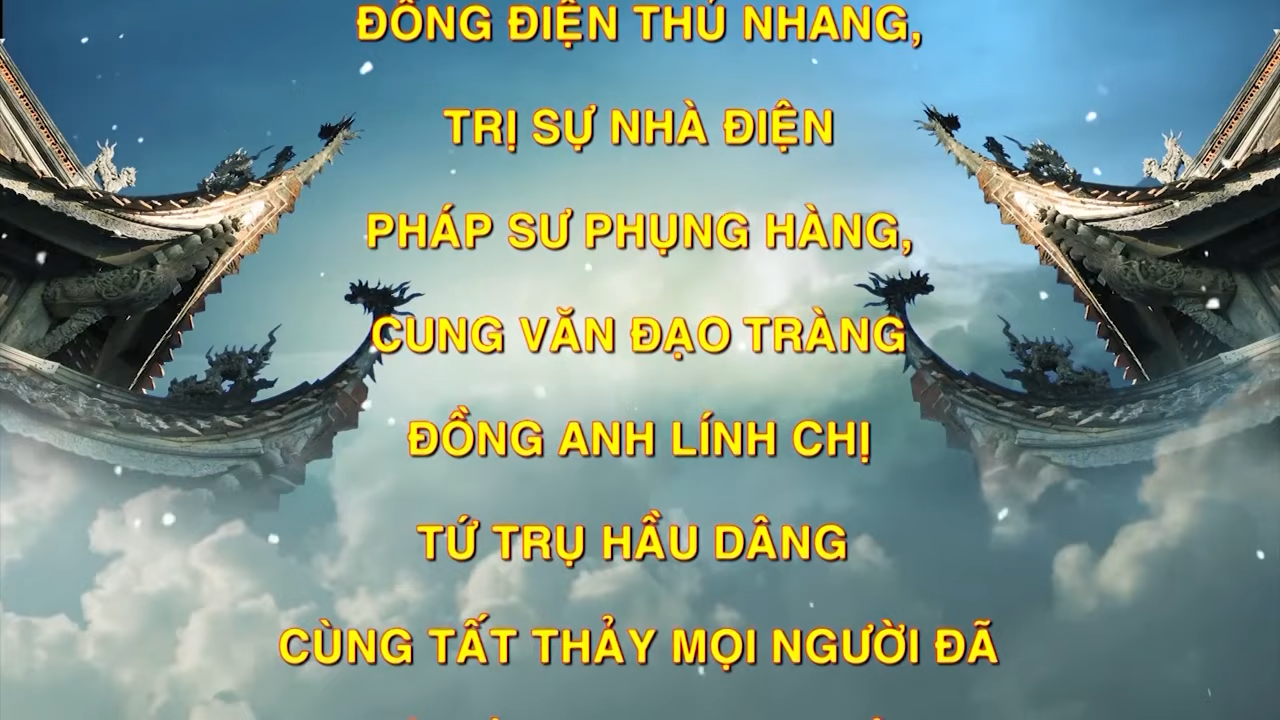 ĐỒNG ĐIỆN THỦ NHANG,
TRỊ SỰ NHÀ ĐIỆN
PHÁP SƯ PHỤNG HÀNG,
CUNG VĂN ĐẠO TRÀNG
ĐỒNG ANH LÍNH CHỊ
TỨ TRỤ HẦU DÂNG
CÙNG TẤT THẢY MỌI NGƯỜI ĐÃ